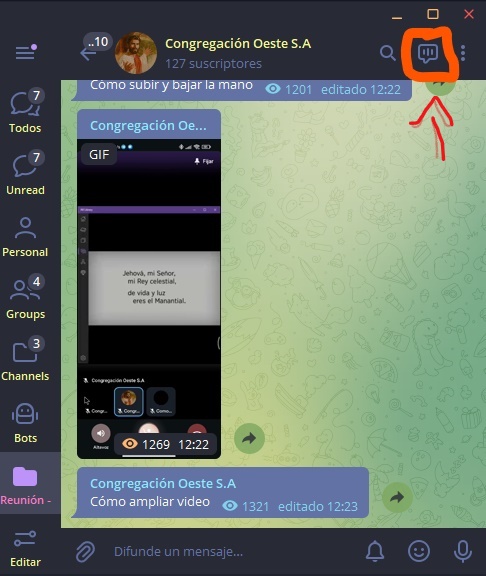 ..10
Congregación Oeste S.A
127 suscriptores
Cómo subir y bajar la mano
1201 editado 12:22
7
Todos
7
Unread
Personal
4
Groups
3
Channels
Bots
Reunión -
Editar
Congregación Oe...
GIF
Fijar
Jehová, mi Señor,
mi Rey celestial,
de vida y luz
eres el Manantial.
Congregación Oeste S.A
Congr...
Congr...
Como...
Altavoz
1269 12:22
Congregación Oeste S.A
Cómo ampliar video
1321 editado 12:23
Difunde un mensaje...